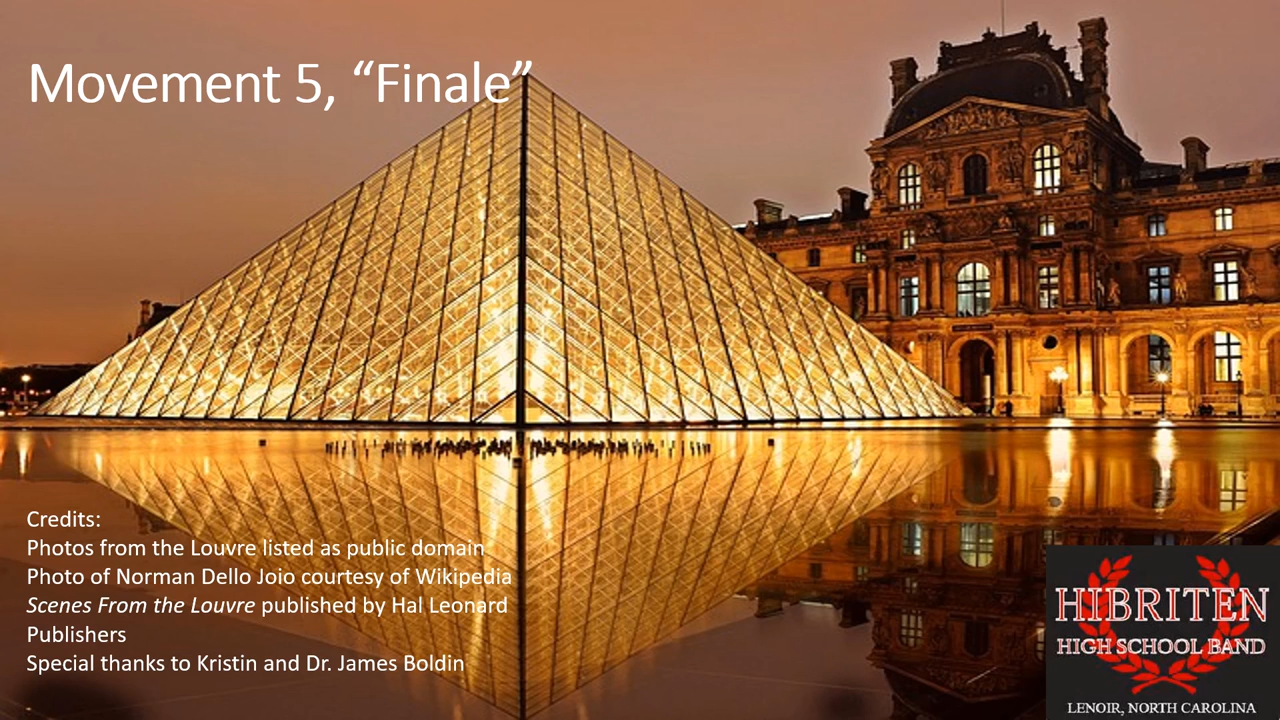 Movement 5, “Finale”
Credits:
Photos from the Louvre listed as public domain
Photo of Norman Dello Joio courtesy of Wikipedia
Scenes From the Louvre published by Hal Leonard
Publishers
Special thanks to Kristin and Dr. James Boldin
HIBRITEN
HIGH SCHOOL BAND
LENOIR, NORTH CAROLINA